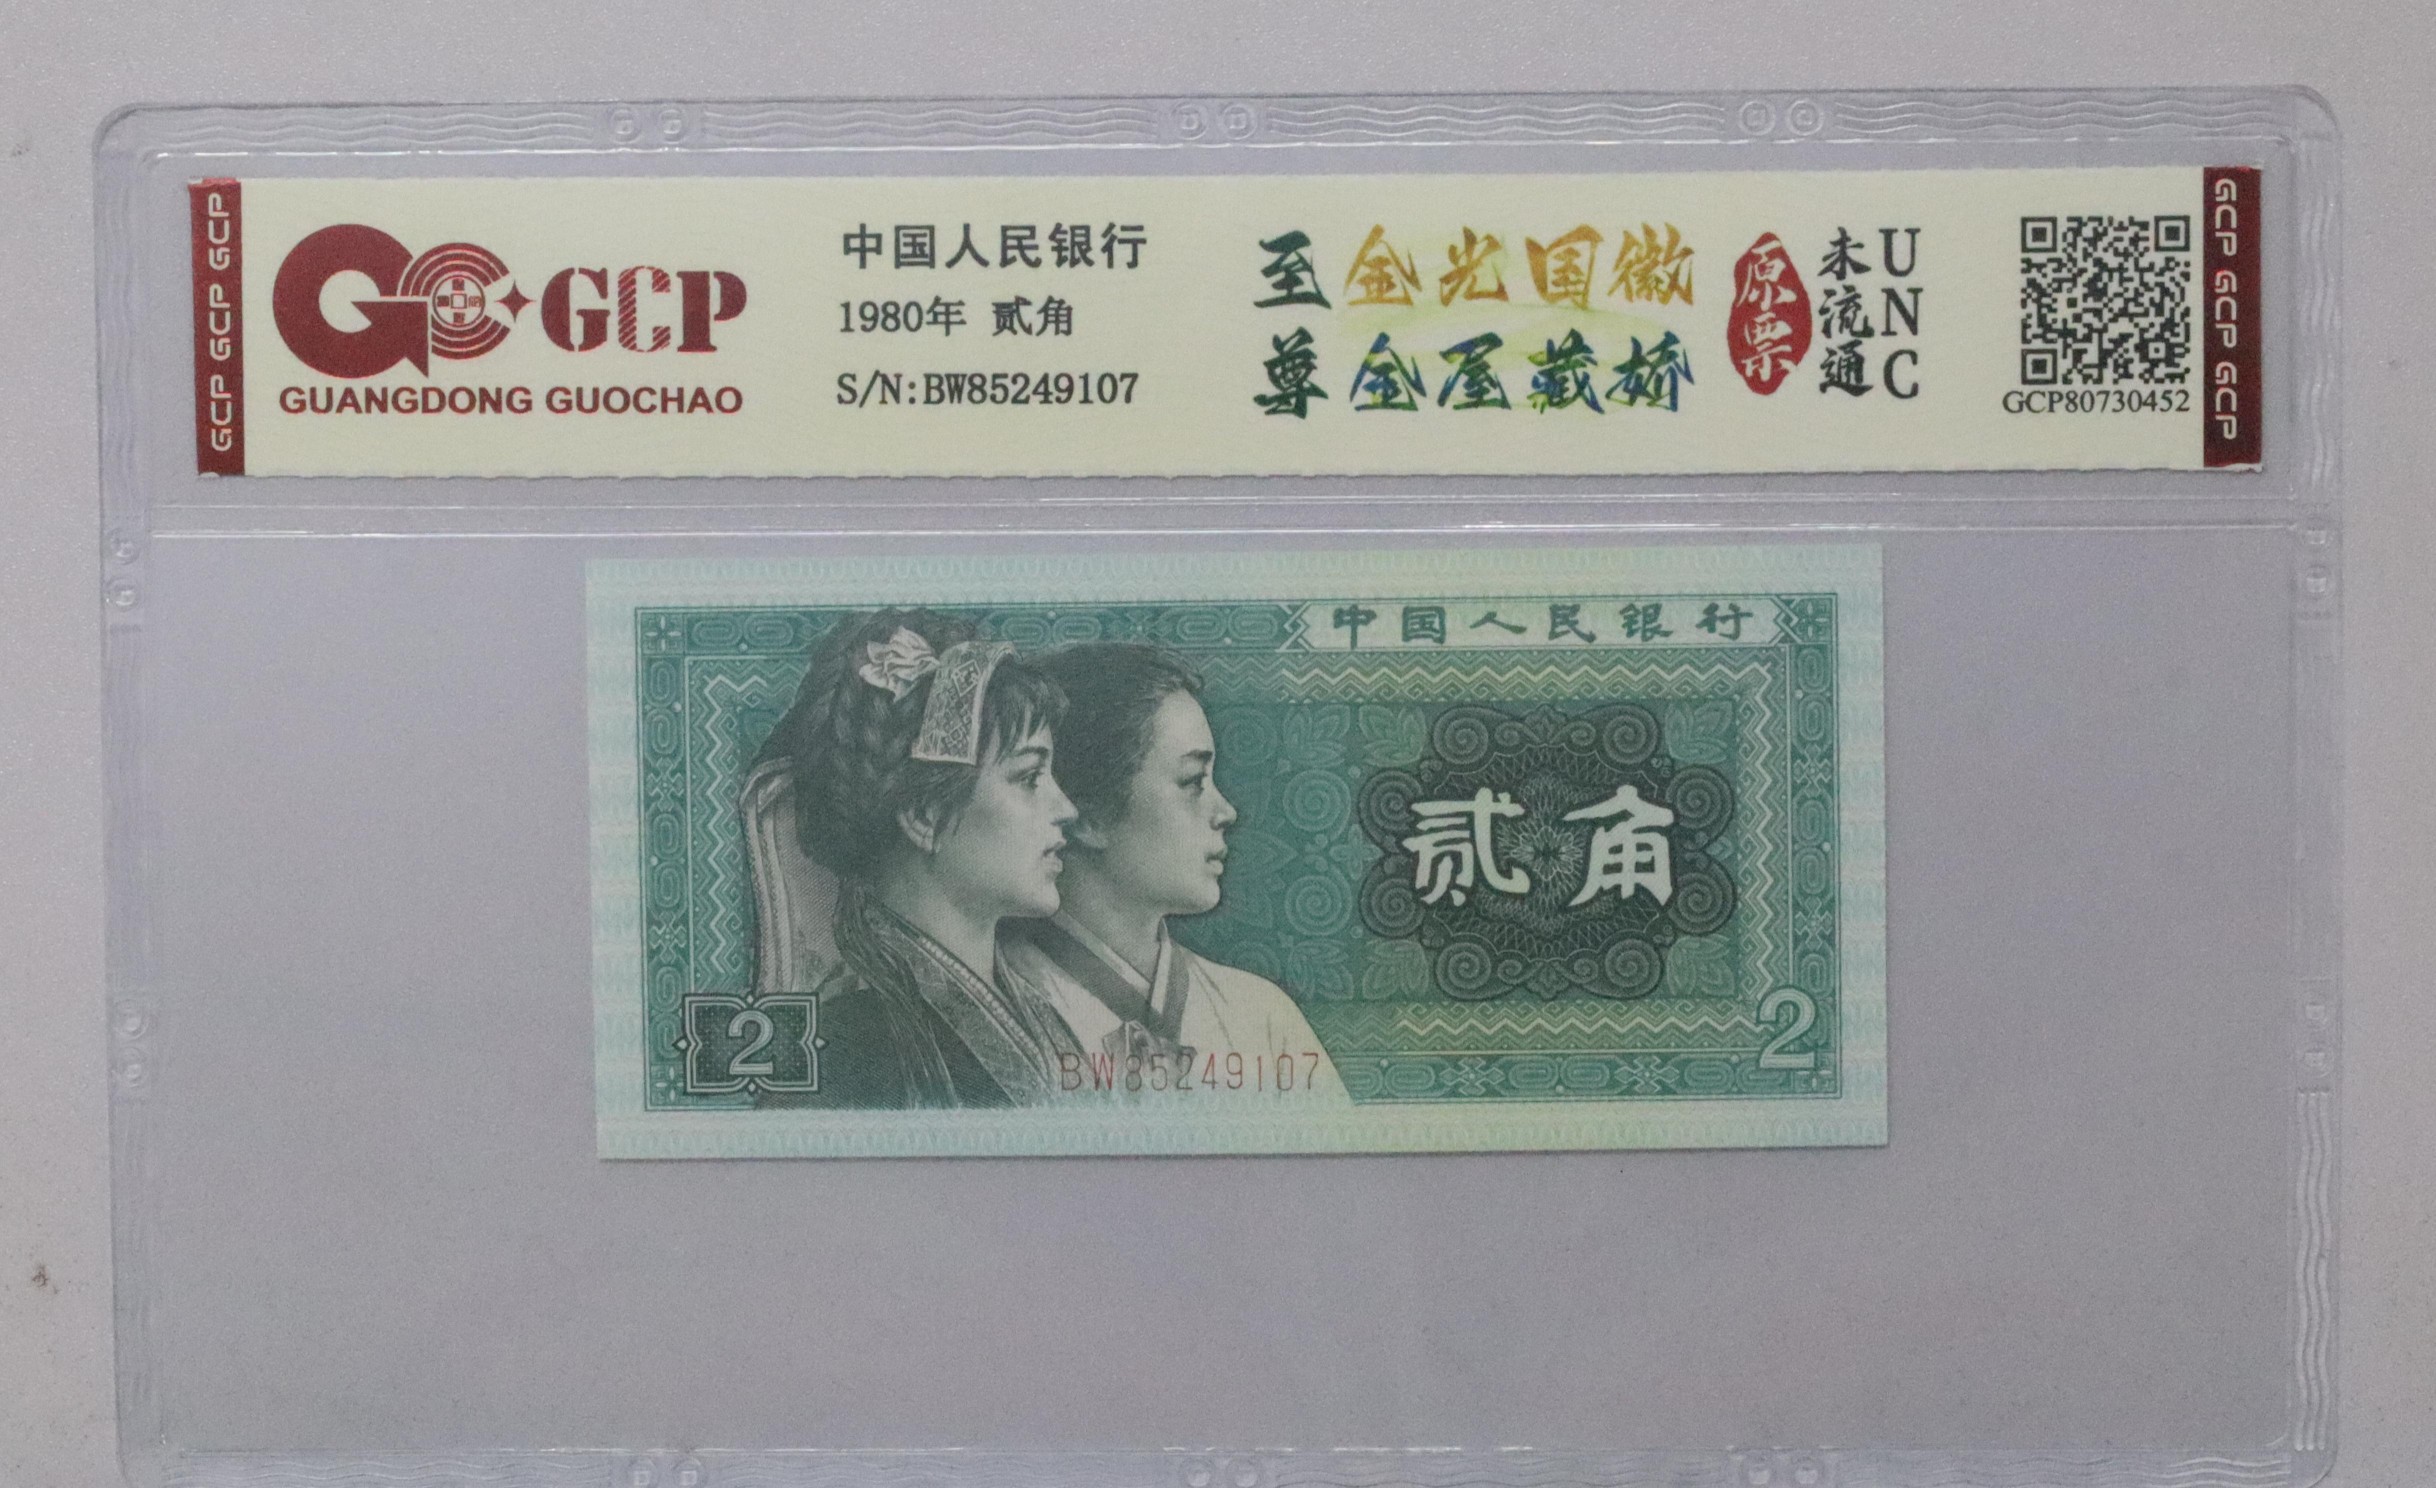 GCP GCP GCP
GCP
GUANGDONG GUOCHAO
中国人民银行
1980年 贰角
S/N:BW85249107
至尊
金光国徽
金屋藏娇
原票
未流通
UNC
GCP80730452
GCP GCP GCP
中国人民银行
贰角
2
2
BW85249107